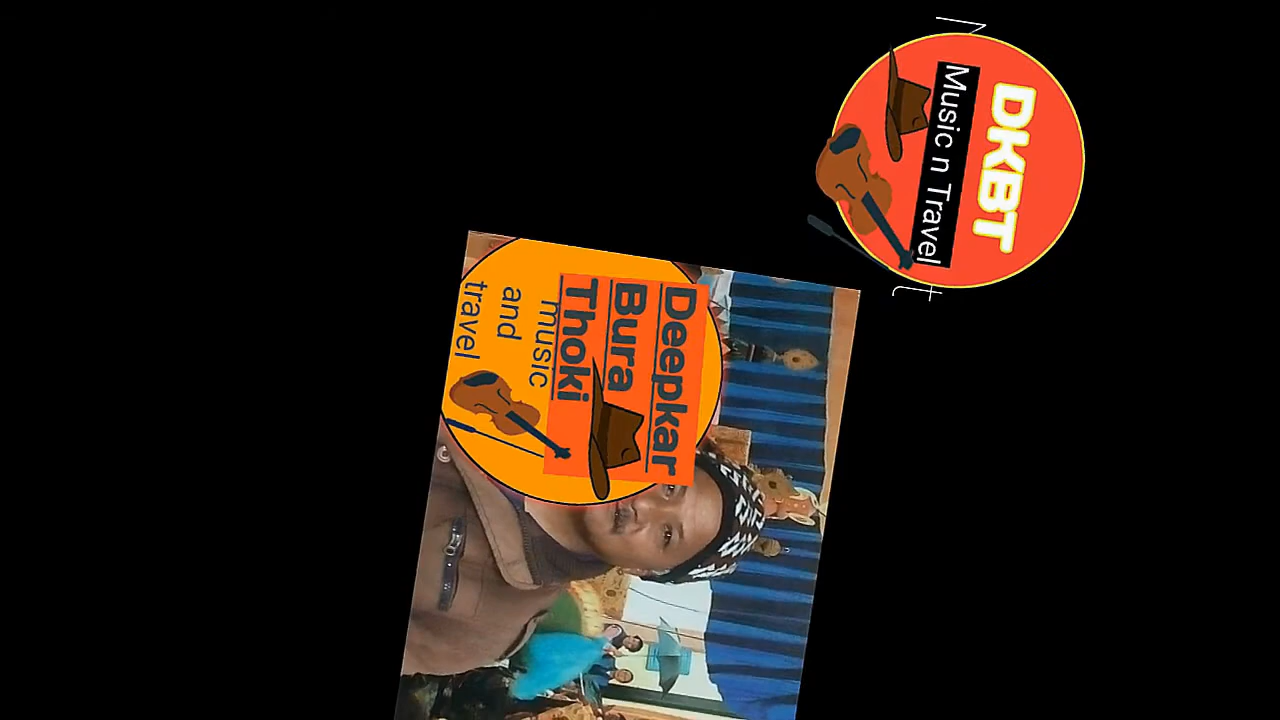 DKBT
Music n Travel
Deepkar
Bura
Thoki
music
and
travel